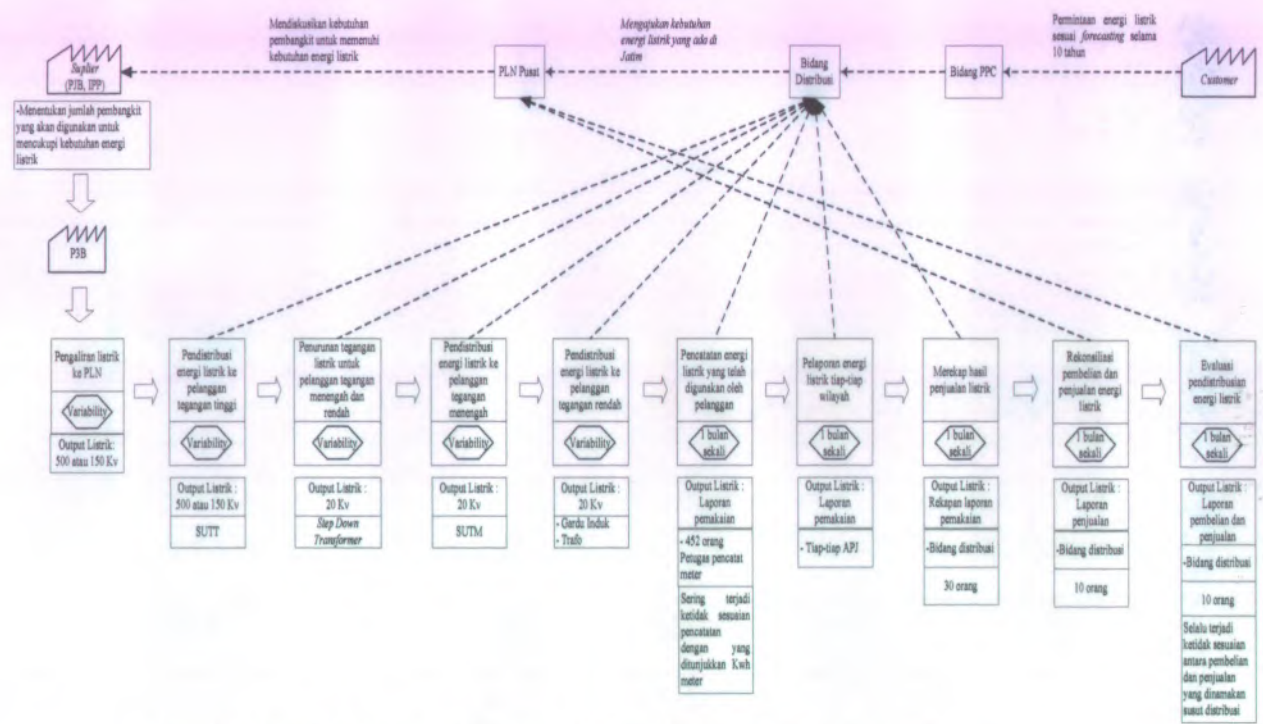 Mendiskusikan kebutuhan
pembangkit untuk memenuhi
kebutuhan energi listrik
Mengajukan kebutuhan
energi listrik yang ada di
Jatim
Permintaan energi listrik
sesuai forecasting selama
10 tahun
Suplier
(PJB, IPP)
PLN Pusat
Bidang
Distribusi
Bidang PPC
Customer
-Menentukan jumlah pembangkit
yang akan digunakan untuk
mencukupi kebutuhan energi
listrik
P3B
Pengaliran listrik
ke PLN
Variability
Output Listrik:
500 atau 150 Kv
Pendistribusi
energi listrik ke
pelanggan
tegangan tinggi
Variability
Output Listrik :
500 atau 150 Kv
SUTT
Penurunan tegangan
listrik untuk
pelanggan tegangan
menengah dan
rendah
Variability
Output Listrik :
20 Kv
Step Down
Transformer
Pendistribusi
energi listrik ke
pelanggan
tegangan
menengah
Variability
Output Listrik :
20 Kv
SUTM
Pendistribusi
energi listrik ke
pelanggan
tegangan rendah
Variability
Output Listrik :
20 Kv
- Gardu Induk
- Trafo
Pencatatan energi
listrik yang telah
digunakan oleh
pelanggan
1 bulan
sekali
Output Listrik :
Laporan
pemakaian
- 452 orang
Petugas pencatat
meter
Sering terjadi
ketidak sesuaian
pencatatan
dengan yang
ditunjukkan Kwh
meter
Pelaporan energi
listrik tiap-tiap
wilayah
1 bulan
sekali
Output Listrik :
Laporan
pemakaian
- Tiap-tiap APJ
Merekap hasil
penjualan listrik
1 bulan
sekali
Output Listrik :
Rekapan laporan
pemakaian
-Bidang distribusi
30 orang
Rekonsiliasi
pembelian dan
penjualan energi
listrik
1 bulan
sekali
Output Listrik :
Laporan
penjualan
-Bidang distribusi
10 orang
Evaluasi
pendistribusian
energi listrik
1 bulan
sekali
Output Listrik :
Laporan
pembelian dan
penjualan
-Bidang distribusi
10 orang
Selalu terjadi
ketidak sesuaian
antara pembelian
dan penjualan
yang dinamakan
susut distribusi